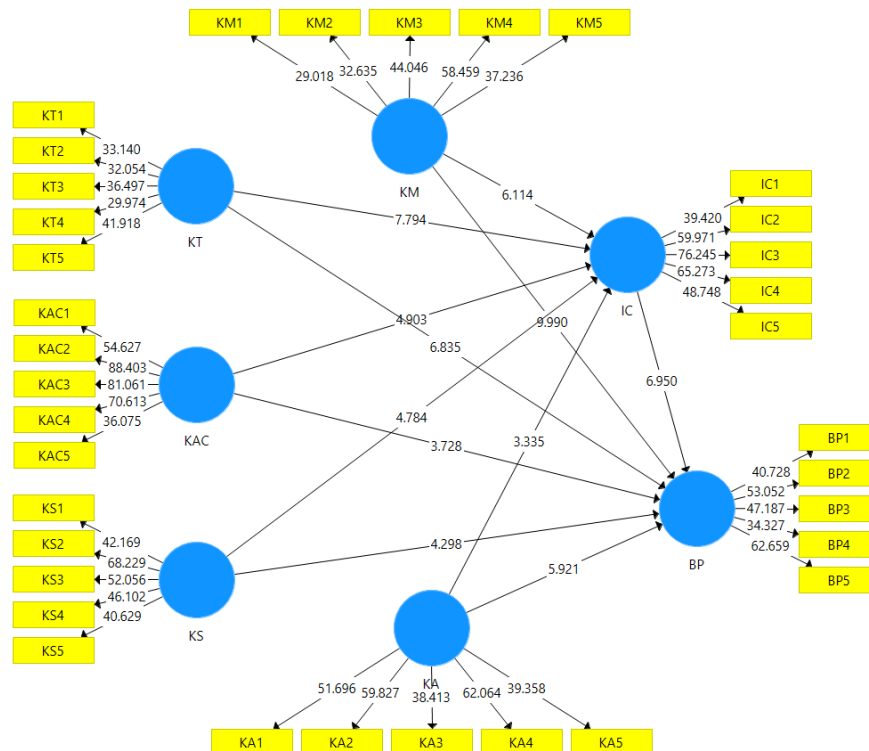 KM1 KM2 KM3 KM4 KM5
29.018 32.635 44.046 58.459 37.236
KM
KT1
KT2
KT3
KT4
KT5
33.140
32.054
36.497
29.974
41.918
KT
6.114
7.794
IC1
IC2
IC3
IC4
IC5
39.420
59.971
76.245
65.273
48.748
IC
KAC1
KAC2
KAC3
KAC4
KAC5
54.627
88.403
81.061
70.613
36.075
KAC
4.903
9.990
6.835
6.950
4.784
3.335
3.728
BP1
BP2
BP3
BP4
BP5
40.728
53.052
47.187
34.327
62.659
BP
KS1
KS2
KS3
KS4
KS5
42.169
68.229
52.056
46.102
40.629
KS
4.298
5.921
KA
51.696 59.827 38.413 62.064 39.358
KA1 KA2 KA3 KA4 KA5